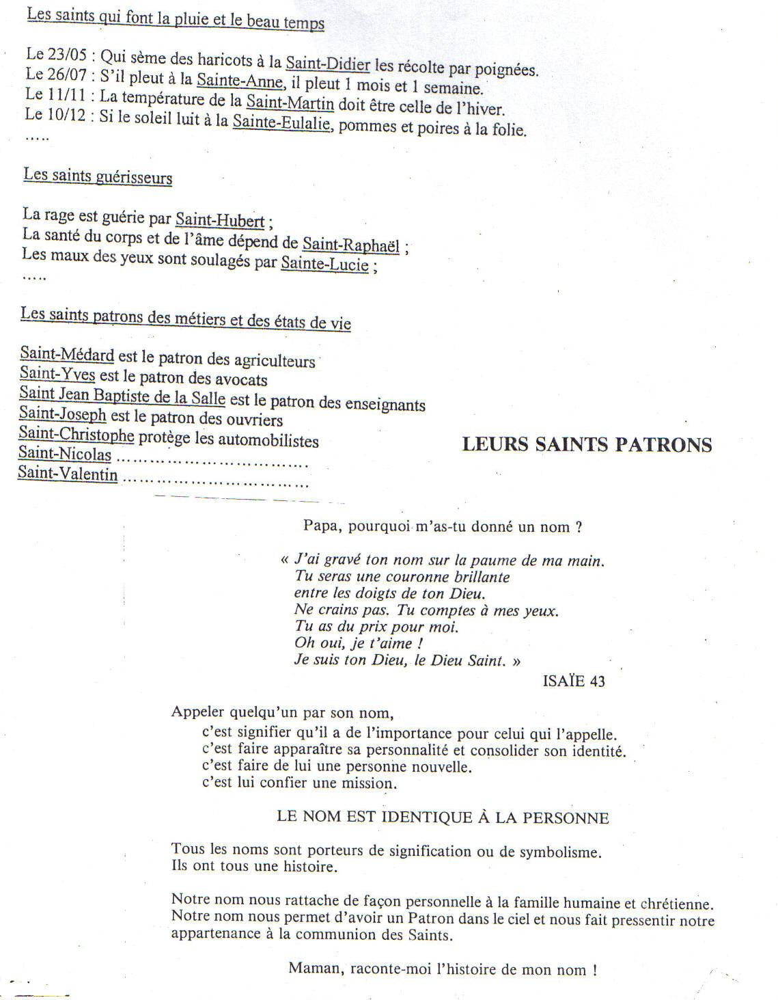 Les saints qui font la pluie et le beau temps
Le 23/05 : Qui sème des haricots à la Saint-Didier les récolte par poignées.
Le 26/07 : S'il pleut à la Sainte-Anne, il pleut 1 mois et 1 semaine.
Le 11/11 : La température de la Saint-Martin doit être celle de l'hiver.
Le 10/12 : Si le soleil luit à la Sainte-Eulalie, pommes et poires à la folie.
.....
Les saints guérisseurs
La rage est guérie par Saint-Hubert ;
La santé du corps et de l'âme dépend de Saint-Raphaël ;
Les maux des yeux sont soulagés par Sainte-Lucie ;
.....
Les saints patrons des métiers et des états de vie
Saint-Médard est le patron des agriculteurs
Saint-Yves est le patron des avocats
Saint Jean Baptiste de la Salle est le patron des enseignants
Saint-Joseph est le patron des ouvriers
Saint-Christophe protège les automobilistes
Saint-Nicolas ..................................
Saint-Valentin .................................
LEURS SAINTS PATRONS
Papa, pourquoi m'as-tu donné un nom ?
« J'ai gravé ton nom sur la paume de ma main.
Tu seras une couronne brillante
entre les doigts de ton Dieu.
Ne crains pas. Tu comptes à mes yeux.
Tu as du prix pour moi.
Oh oui, je t'aime !
Je suis ton Dieu, le Dieu Saint. »
ISAÏE 43
Appeler quelqu'un par son nom,
c'est signifier qu'il a de l'importance pour celui qui l'appelle.
c'est faire apparaître sa personnalité et consolider son identité.
c'est faire de lui une personne nouvelle.
c'est lui confier une mission.
LE NOM EST IDENTIQUE À LA PERSONNE
Tous les noms sont porteurs de signification ou de symbolisme.
Ils ont tous une histoire.
Notre nom nous rattache de façon personnelle à la famille humaine et chrétienne.
Notre nom nous permet d'avoir un Patron dans le ciel et nous fait pressentir notre
appartenance à la communion des Saints.
Maman, raconte-moi l'histoire de mon nom !